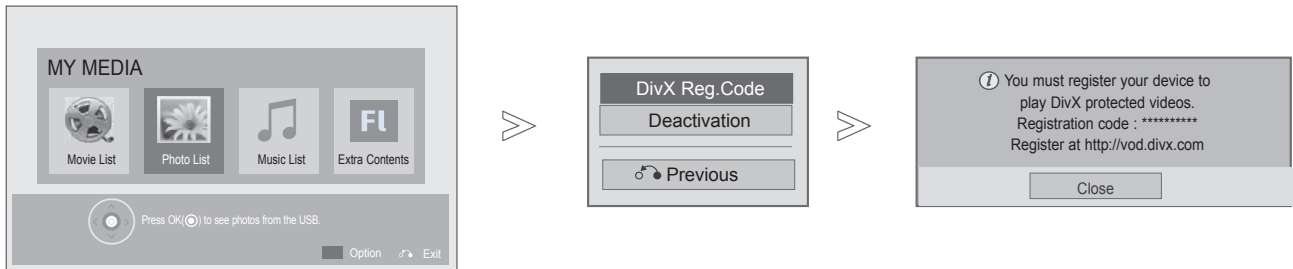 MY MEDIA
Movie List
Photo List
Music List
FL
Extra Contents
Press OK(◉) to see photos from the USB.
Option
Exit
DivX Reg.Code
Deactivation
Previous
You must register your device to
play DivX protected videos.
Registration code : **********
Register at http://vod.divx.com
Close